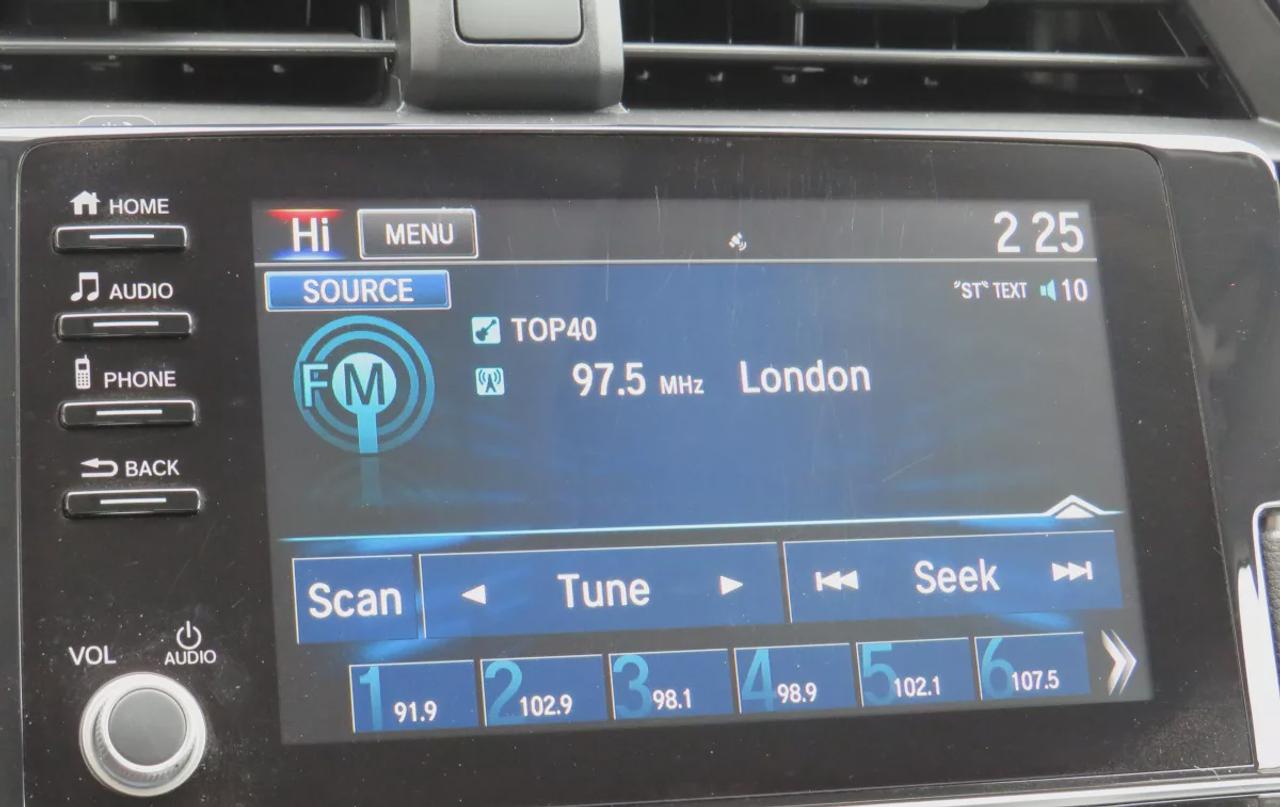 HOME
AUDIO
PHONE
BACK
VOL AUDIO
Hi MENU 2 25
SOURCE "ST" TEXT 10
FM
TOP40
97.5 MHz London
Scan Tune Seek
1 91.9 2 102.9 3 98.1 4 98.9 5 102.1 6 107.5